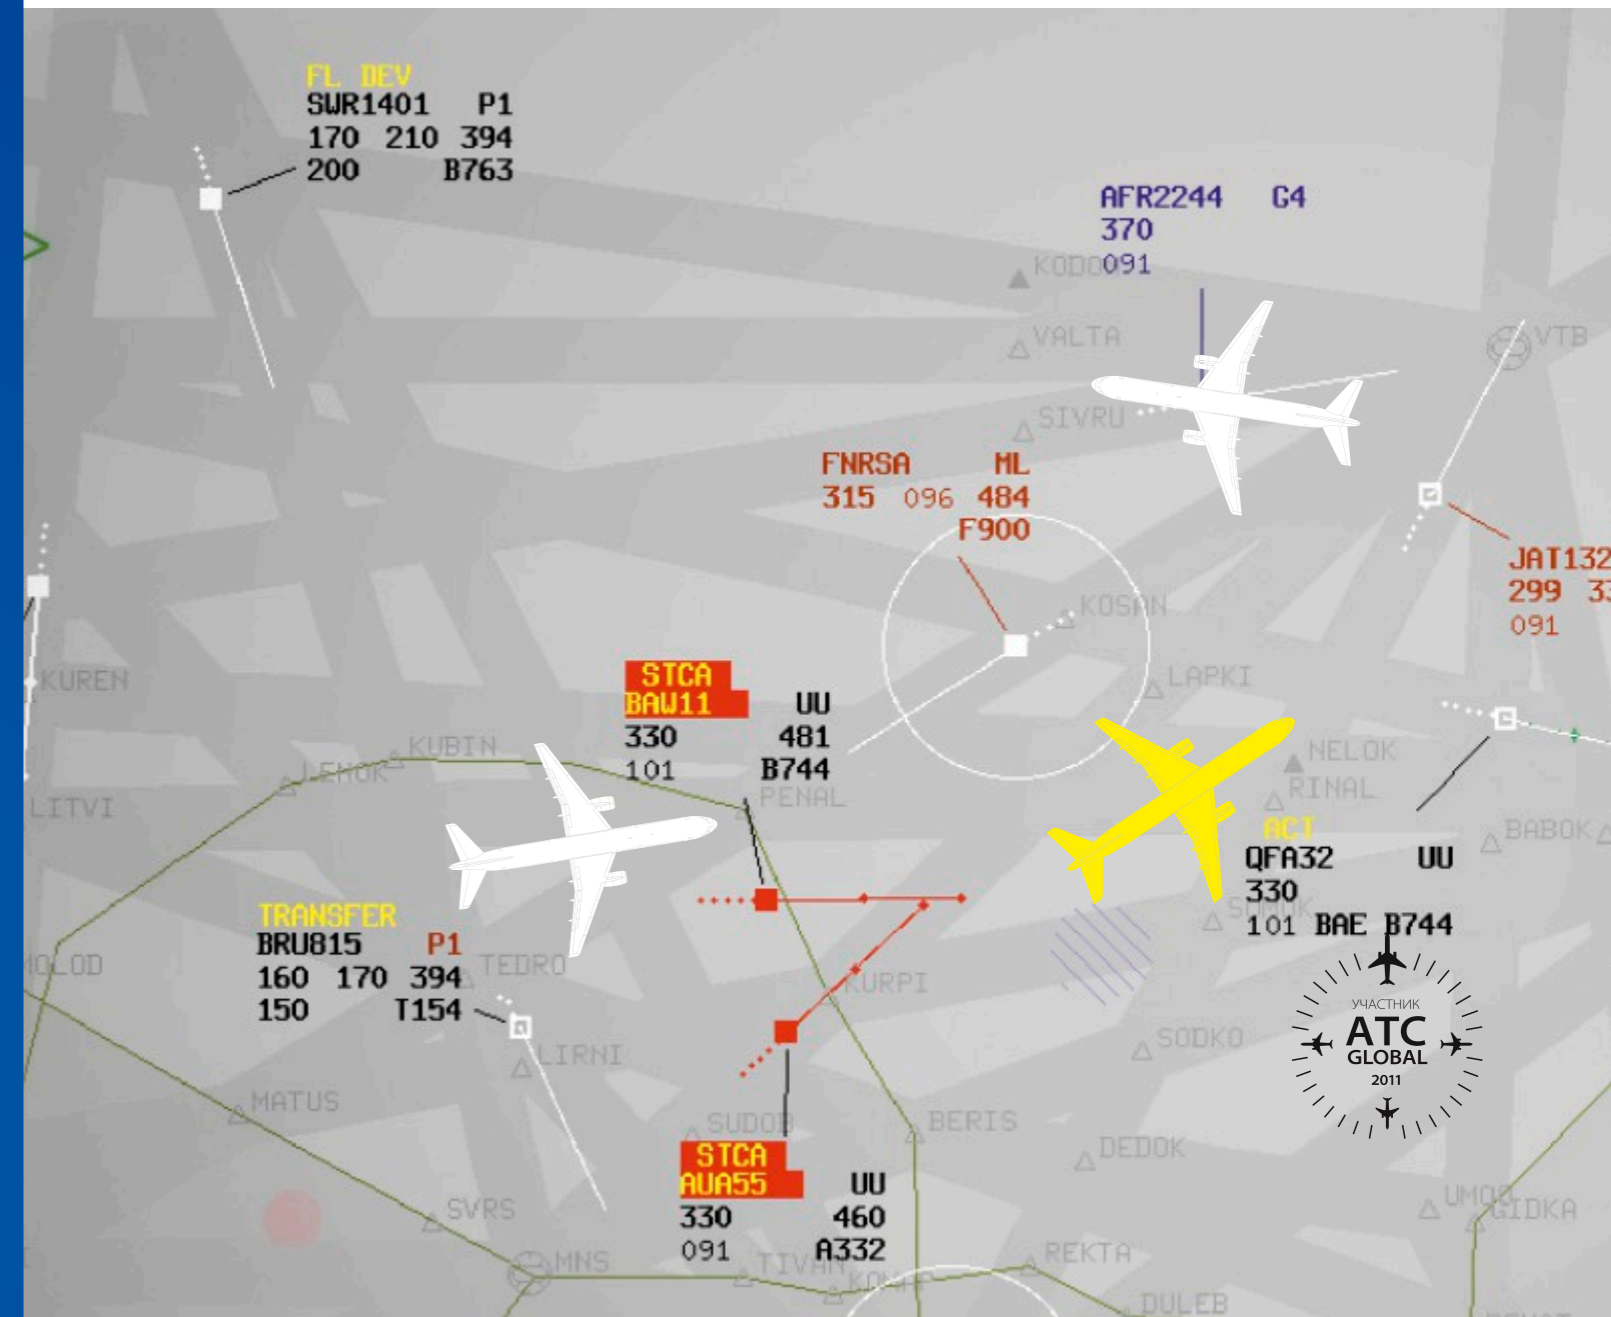 FL DEV
SWR1401 P1
170 210 394
200 B763
AFR2244 G4
370
091
VALTA
VTB
SIVRU
FNRSA ML
315 096 484
F900
JAT132
299 33
091
KOSAN
LAPKI
KUREN
STCA
BAW11 UU
330 481
101 B744
KUBIN
LENOK
PENAL
LITVI
NELOK
RINAL
BABOK
ACT
QFA32 UU
330
101 BAE B744
TRANSFER
BRU815 P1
160 170 394
150 T154
TEDRO
KURPI
LIRNI
SODKO
УЧАСТНИК
ATC
GLOBAL
2011
MATUS
SUDOB
BERIS
DEDOK
STCA
AUA55 UU
330 460
091 A332
SVRS
GIDKA
MNS
REKTA
DULEB